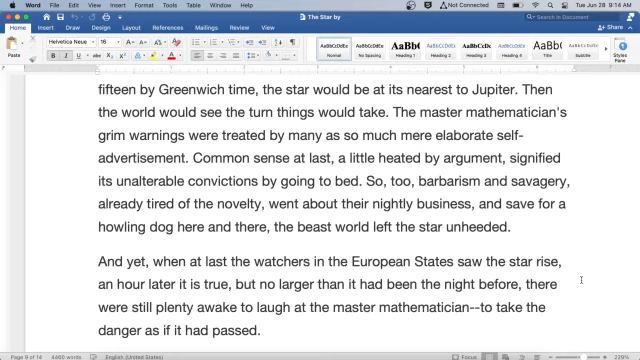 Word File Edit View Insert Format Tools Table Window Help
Not Connected Tue Jun 28 9:14 AM
The Star by
Search in Document
Home Insert Draw Design Layout References Mailings Review View
Share
Paste
Helvetica Neue 16
Styles Pane
AaBbCcDdEe Normal
AaBbCcDdEe No Spacing
AaBbC Heading 1
AaBbCcDdEe Heading 2
AaBbCcDc Heading 3
AaBbCcDdEe Heading 4
AaBb( Title
fifteen by Greenwich time, the star would be at its nearest to Jupiter. Then
the world would see the turn things would take. The master mathematician's
grim warnings were treated by many as so much mere elaborate self-
advertisement. Common sense at last, a little heated by argument, signified
its unalterable convictions by going to bed. So, too, barbarism and savagery,
already tired of the novelty, went about their nightly business, and save for a
howling dog here and there, the beast world left the star unheeded.
And yet, when at last the watchers in the European States saw the star rise,
an hour later it is true, but no larger than it had been the night before, there
were still plenty awake to laugh at the master mathematician--to take the
danger as if it had passed.
Page 9 of 14 4460 words English (United States)
Focus 229%